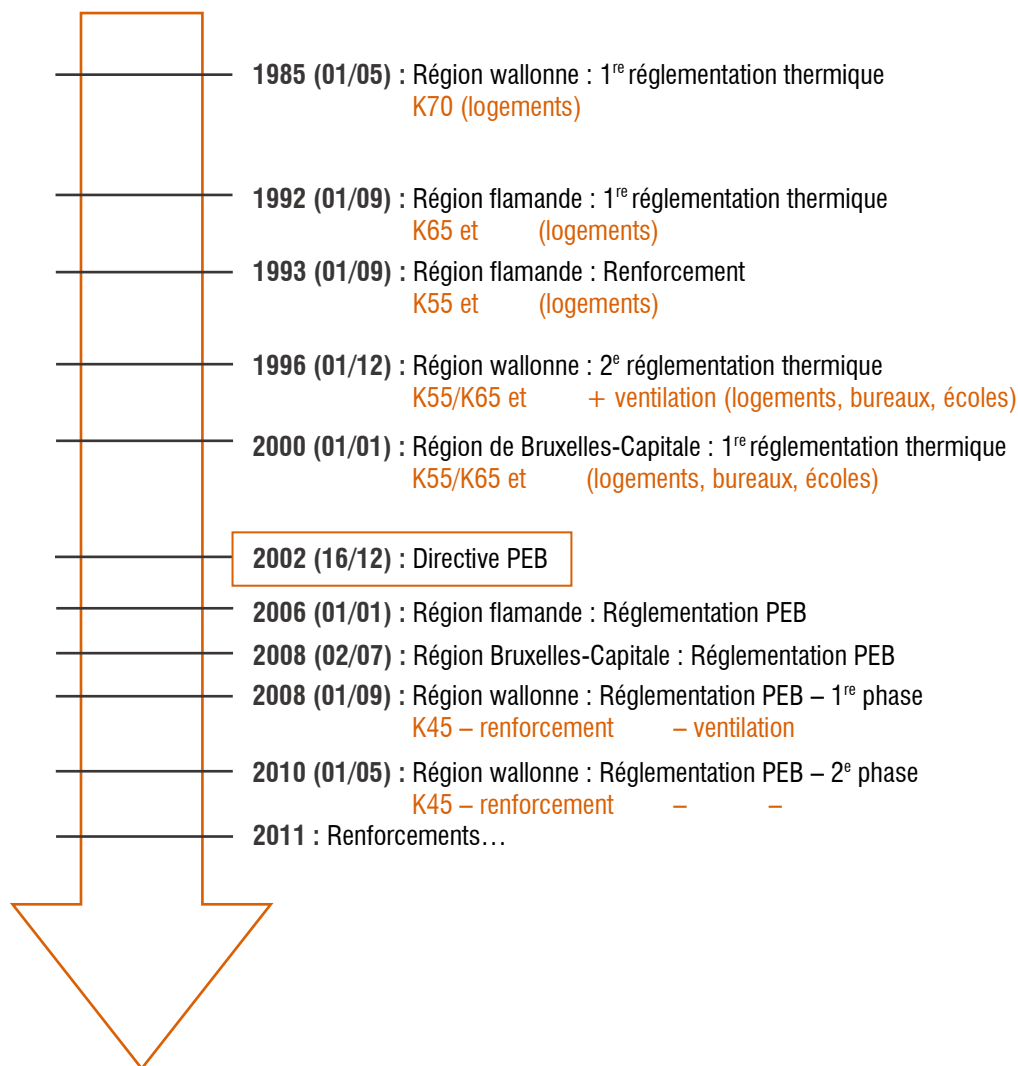 1985 (01/05) : Région wallonne : 1re réglementation thermique
K70 (logements)
1992 (01/09) : Région flamande : 1re réglementation thermique
K65 et (logements)
1993 (01/09) : Région flamande : Renforcement
K55 et (logements)
1996 (01/12) : Région wallonne : 2e réglementation thermique
K55/K65 et + ventilation (logements, bureaux, écoles)
2000 (01/01) : Région de Bruxelles-Capitale : 1re réglementation thermique
K55/K65 et (logements, bureaux, écoles)
2002 (16/12) : Directive PEB
2006 (01/01) : Région flamande : Réglementation PEB
2008 (02/07) : Région Bruxelles-Capitale : Réglementation PEB
2008 (01/09) : Région wallonne : Réglementation PEB – 1re phase
K45 – renforcement – ventilation
2010 (01/05) : Région wallonne : Réglementation PEB – 2e phase
K45 – renforcement – –
2011 : Renforcements…